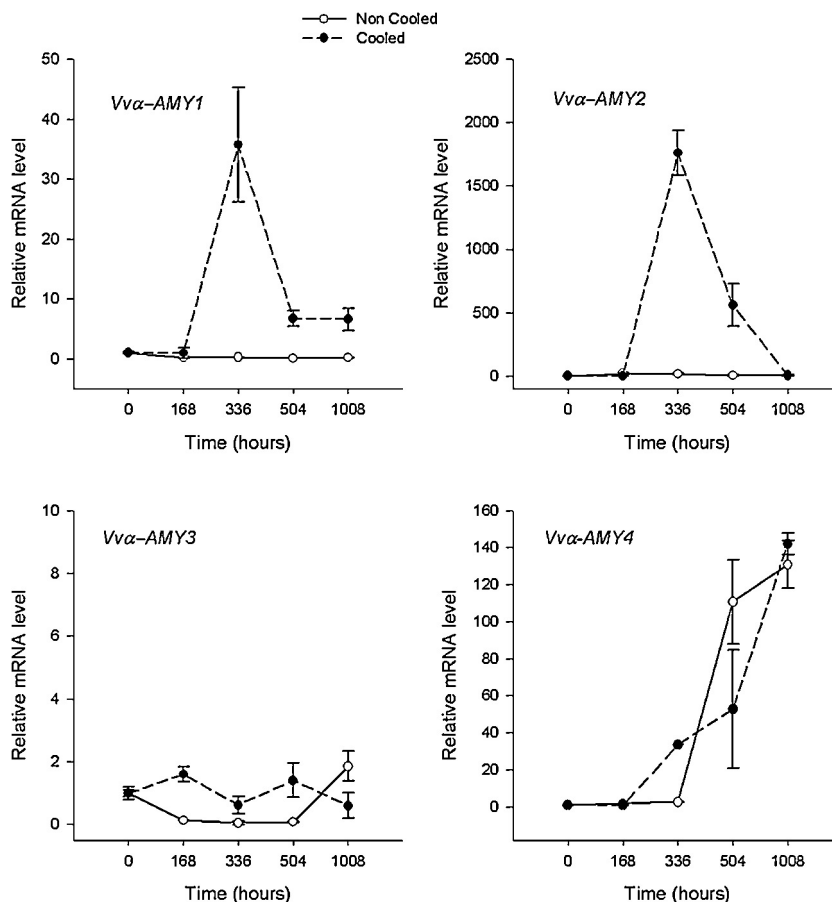 Non Cooled
Cooled
Vvα–AMY1
Relative mRNA level
50
40
30
20
10
0
0 168 336 504 1008
Time (hours)
Vvα–AMY2
Relative mRNA level
2500
2000
1500
1000
500
0
0 168 336 504 1008
Time (hours)
Vvα–AMY3
Relative mRNA level
10
8
6
4
2
0
0 168 336 504 1008
Time (hours)
Vvα-AMY4
Relative mRNA level
160
140
120
100
80
60
40
20
0
0 168 336 504 1008
Time (hours)